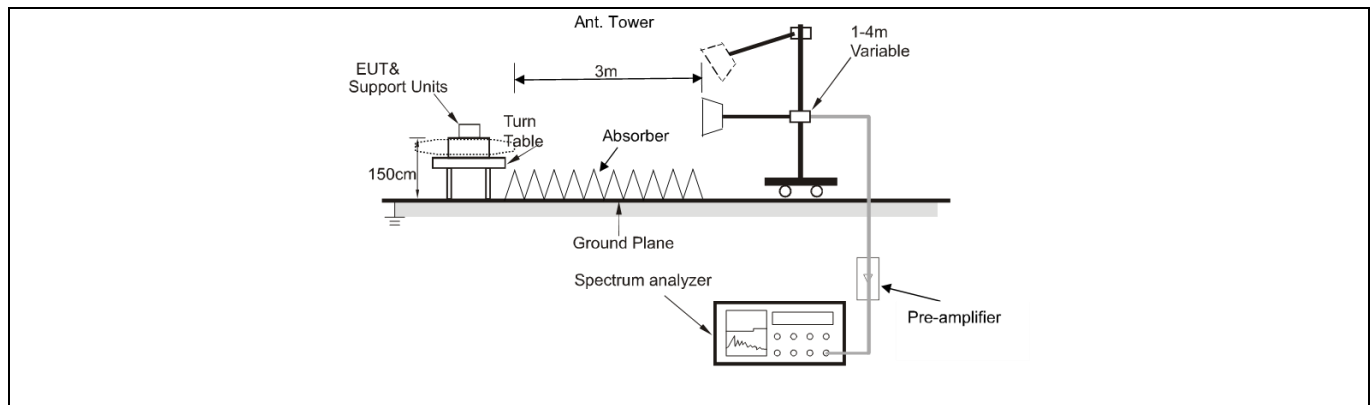 Ant. Tower
1-4m
Variable
3m
EUT&
Support Units
Turn
Table
Absorber
150cm
Ground Plane
Spectrum analyzer
Pre-amplifier